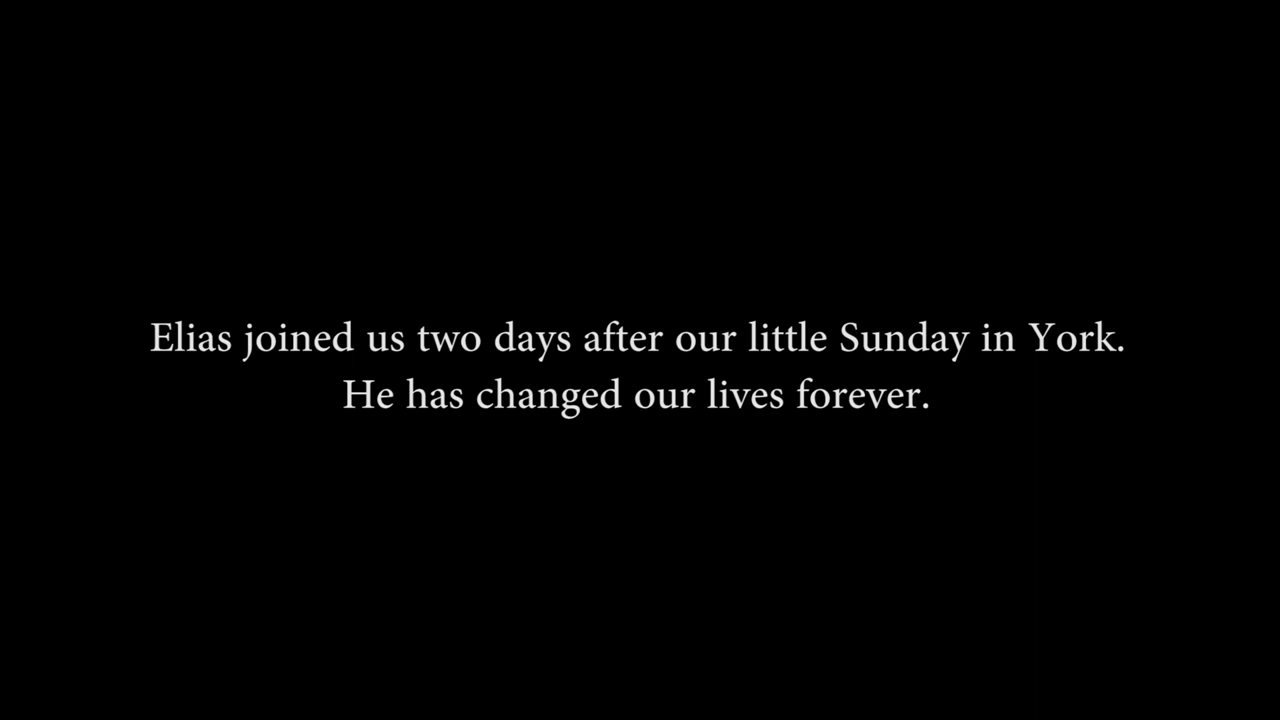 Elias joined us two days after our little Sunday in York.
He has changed our lives forever.